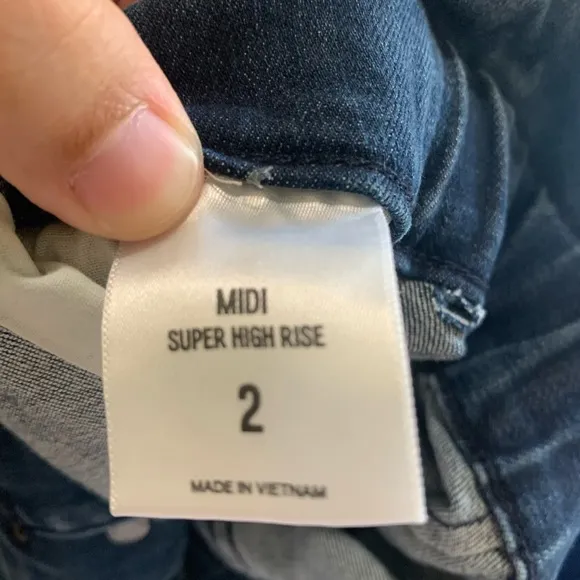 MIDI
SUPER HIGH RISE
2
MADE IN VIETNAM